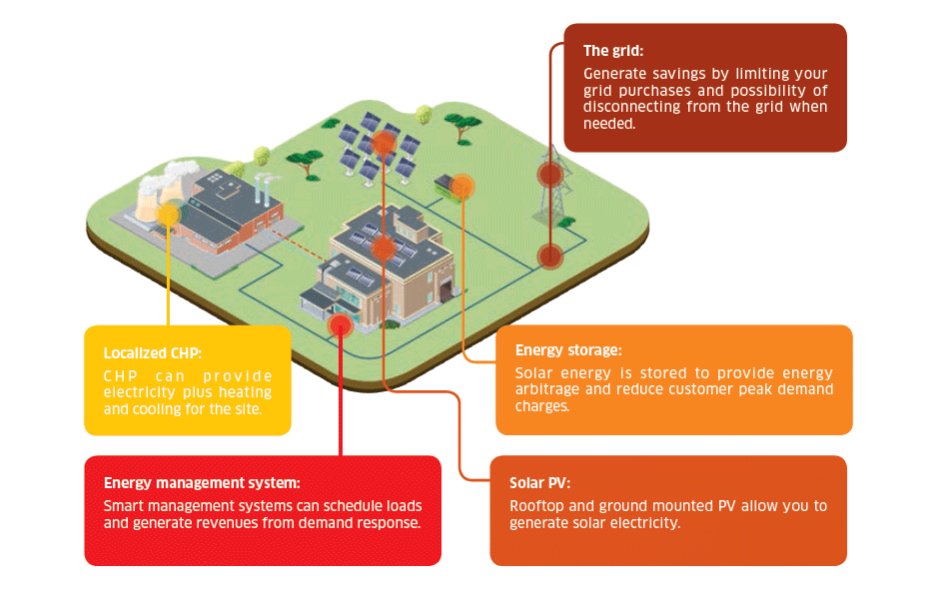 The grid:
Generate savings by limiting your
grid purchases and possibility of
disconnecting from the grid when
needed.
Localized CHP:
CHP can provide
electricity plus heating
and cooling for the site.
Energy storage:
Solar energy is stored to provide energy
arbitrage and reduce customer peak demand
charges.
Energy management system:
Smart management systems can schedule loads
and generate revenues from demand response.
Solar PV:
Rooftop and ground mounted PV allow you to
generate solar electricity.